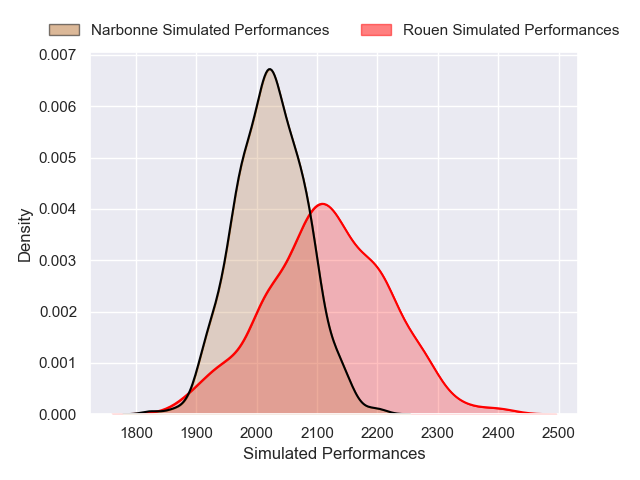 Narbonne Simulated Performances Rouen Simulated Performances
0.007
0.006
0.005
0.004
0.003
0.002
0.001
0.000
Density
1800 1900 2000 2100 2200 2300 2400 2500
Simulated Performances